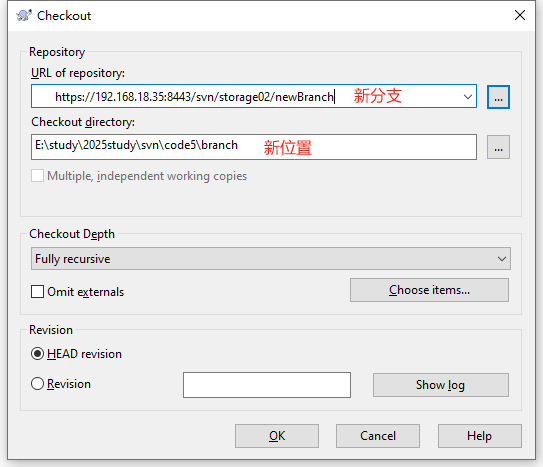 Checkout
Repository
URL of repository:
https://192.168.18.35:8443/svn/storage02/newBranch 新分支
...
Checkout directory:
E:\study\2025study\svn\code5\branch 新位置
...
Multiple, independent working copies
Checkout Depth
Fully recursive
Omit externals
Choose items...
Revision
HEAD revision
Revision
Show log
OK
Cancel
Help